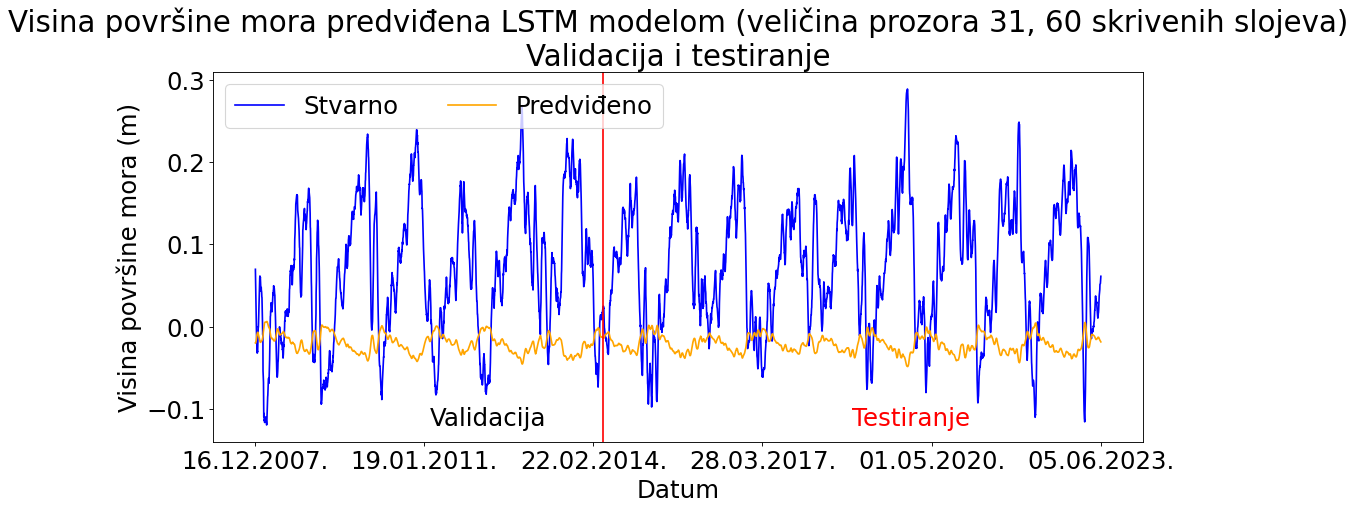 Visina površine mora predviđena LSTM modelom (veličina prozora 31, 60 skrivenih slojeva)
Validacija i testiranje
Stvarno
Predviđeno
Visina površine mora (m)
0.3
0.2
0.1
0.0
−0.1
Validacija
Testiranje
16.12.2007.
19.01.2011.
22.02.2014.
28.03.2017.
01.05.2020.
05.06.2023.
Datum